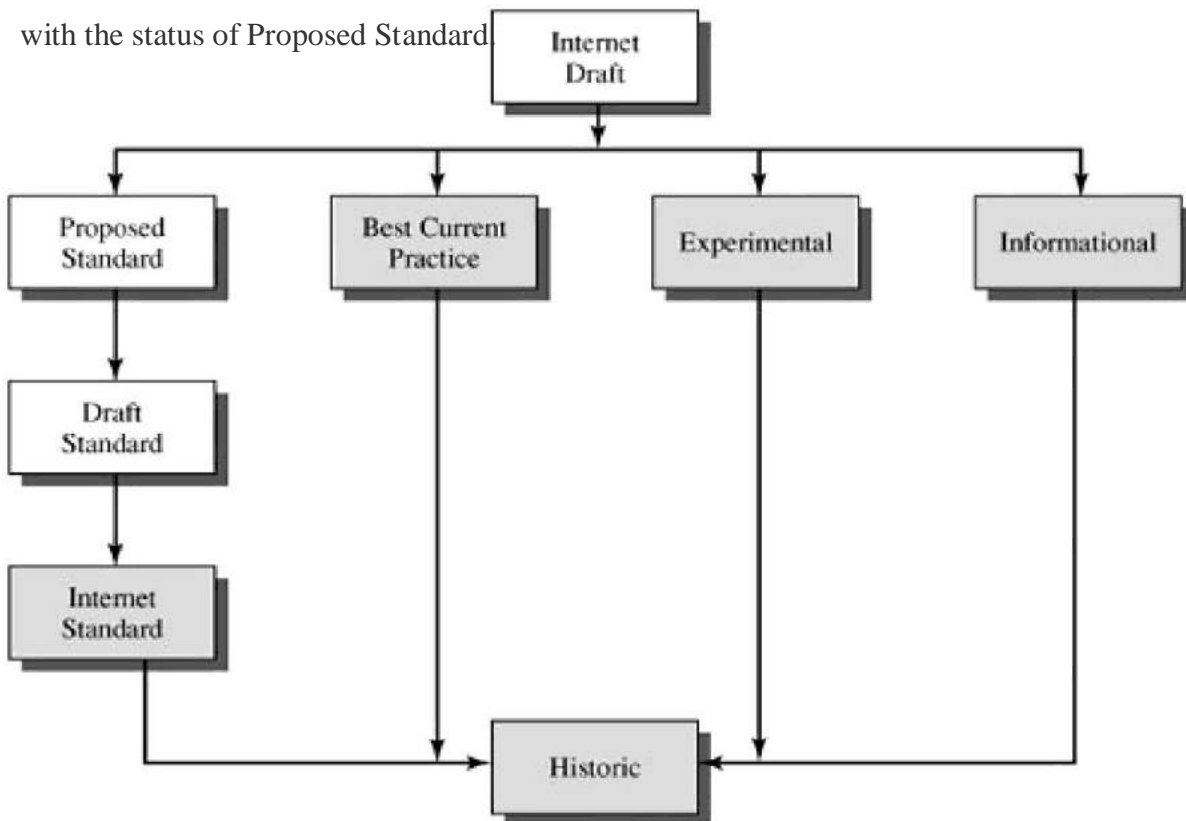 with the status of Proposed Standard.
Internet
Draft
Proposed
Standard
Best Current
Practice
Experimental
Informational
Draft
Standard
Internet
Standard
Historic